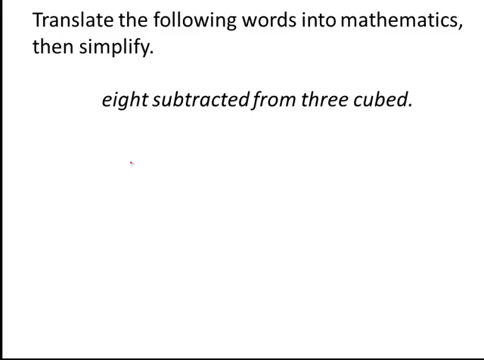 Translate the following words into mathematics,
then simplify.
eight subtracted from three cubed.